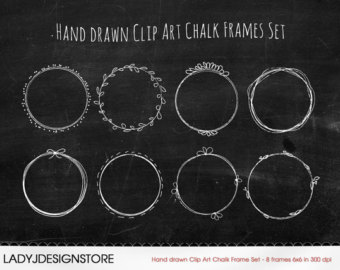 Hand drawn Clip Art Chalk Frames Set
LADYJDESIGNSTORE
Hand drawn Clip Art Chalk Frame Set - 8 frames 6x6 in 300 dpi